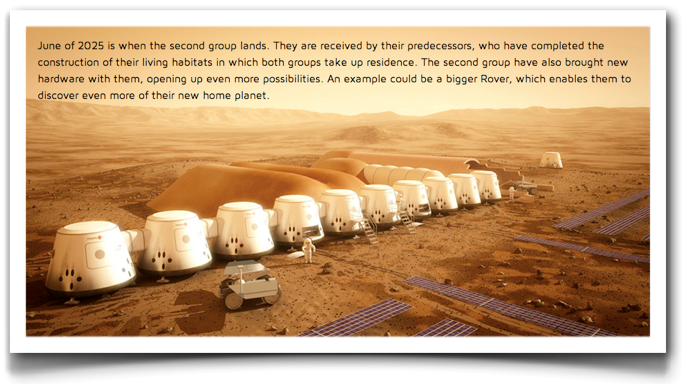 June of 2025 is when the second group lands. They are received by their predecessors, who have completed the
construction of their living habitats in which both groups take up residence. The second group have also brought new
hardware with them, opening up even more possibilities. An example could be a bigger Rover, which enables them to
discover even more of their new home planet.